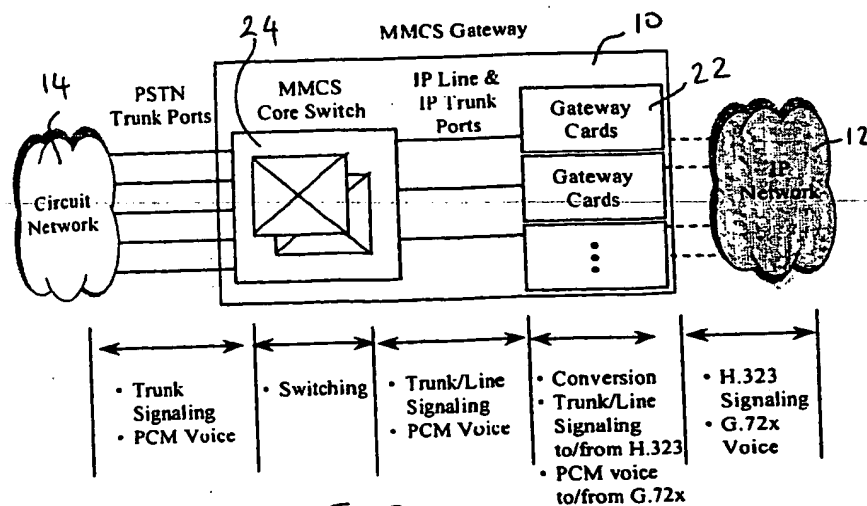 MMCS Gateway
24
10
14
PSTN
Trunk Ports
MMCS
Core Switch
IP Line &
IP Trunk
Ports
22
Gateway
Cards
12
Circuit
Network
Gateway
Cards
IP
Network
• Trunk
Signaling
• PCM Voice
• Switching
• Trunk/Line
Signaling
• PCM Voice
• Conversion
• Trunk/Line
Signaling
to/from H.323
• PCM voice
to/from G.72x
• H.323
Signaling
• G.72x
Voice